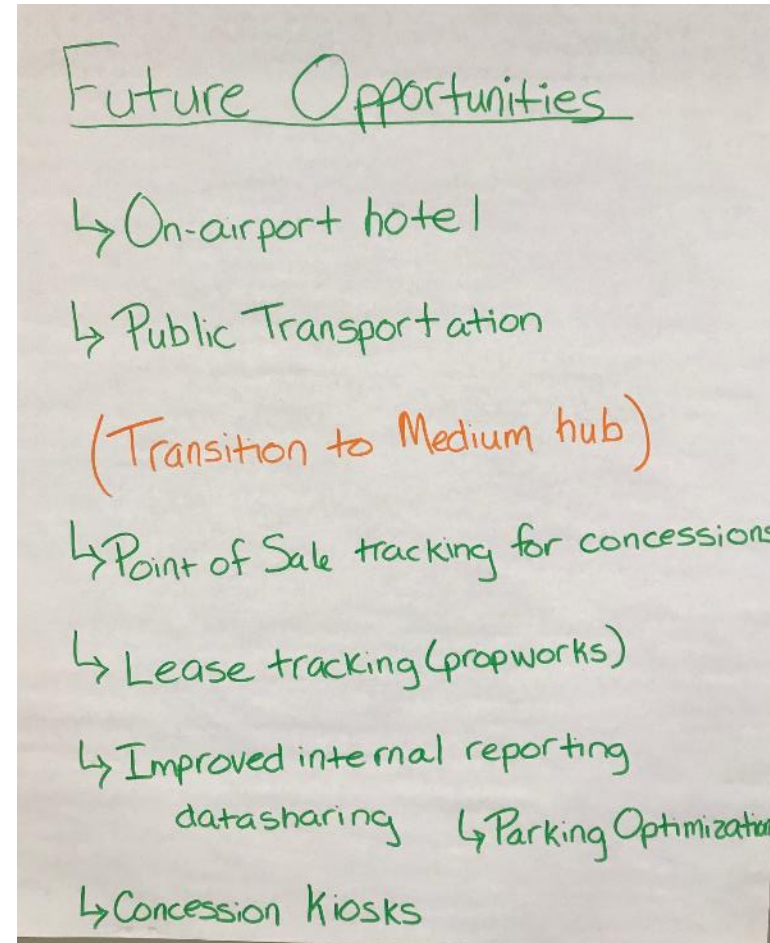 Future Opportunities
↳ On-airport hotel
↳ Public Transportation
(Transition to Medium hub)
↳ Point of Sale tracking for concessions
↳ Lease tracking (propworks)
↳ Improved internal reporting
datasharing ↳ Parking Optimization
↳ Concession Kiosks